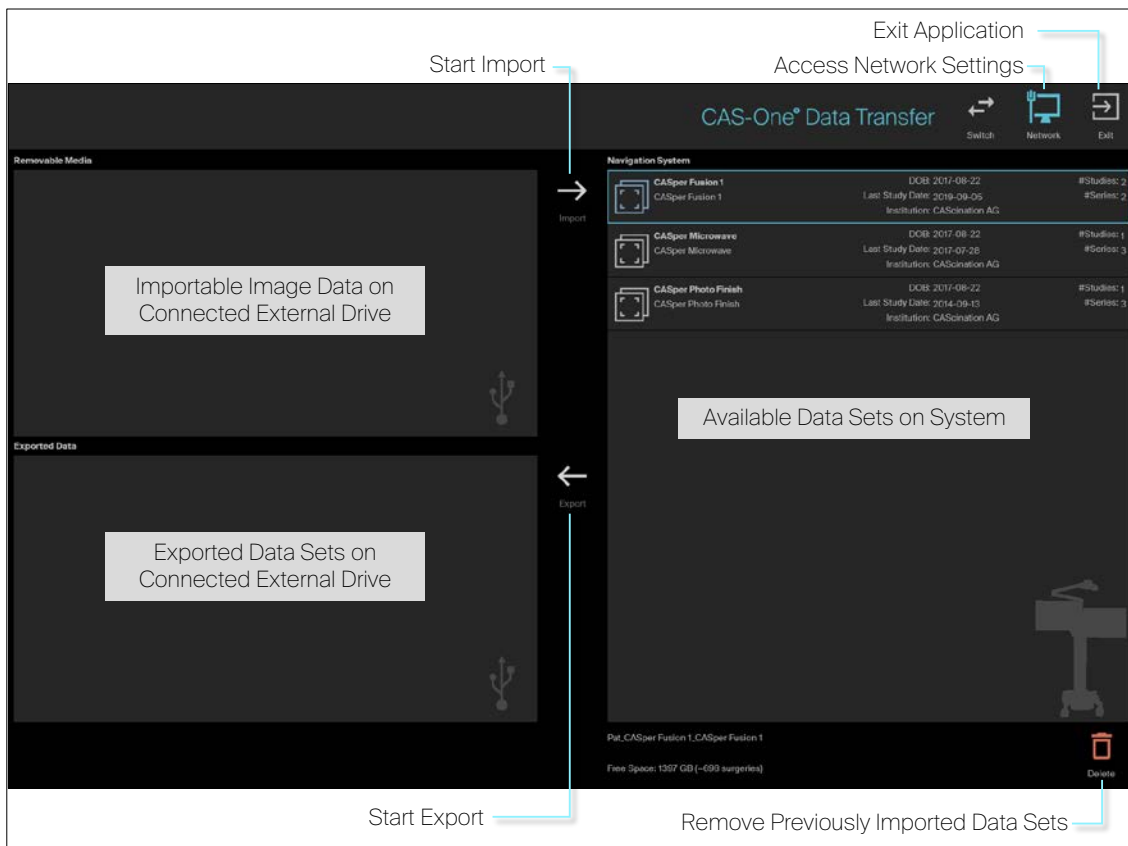 Exit Application
Start Import
Access Network Settings
CAS-One® Data Transfer
Switch
Network
Exit
Removable Media
Import
Importable Image Data on
Connected External Drive
Exported Data
Export
Exported Data Sets on
Connected External Drive
Navigation System
CASper Fusion 1
DOB: 2017-08-22
#Studies: 2
CASper Fusion 1
Last Study Date: 2019-09-05
#Series: 2
Institution: CAScination AG
CASper Microwave
DOB: 2017-08-22
#Studies: 1
CASper Microwave
Last Study Date: 2017-07-28
#Series: 3
Institution: CAScination AG
CASper Photo Finish
DOB: 2017-08-22
#Studies: 1
CASper Photo Finish
Last Study Date: 2014-09-13
#Series: 3
Institution: CAScination AG
Available Data Sets on System
Pat_CASper Fusion 1_CASper Fusion 1
Free Space: 1397 GB (~698 surgeries)
Delete
Start Export
Remove Previously Imported Data Sets